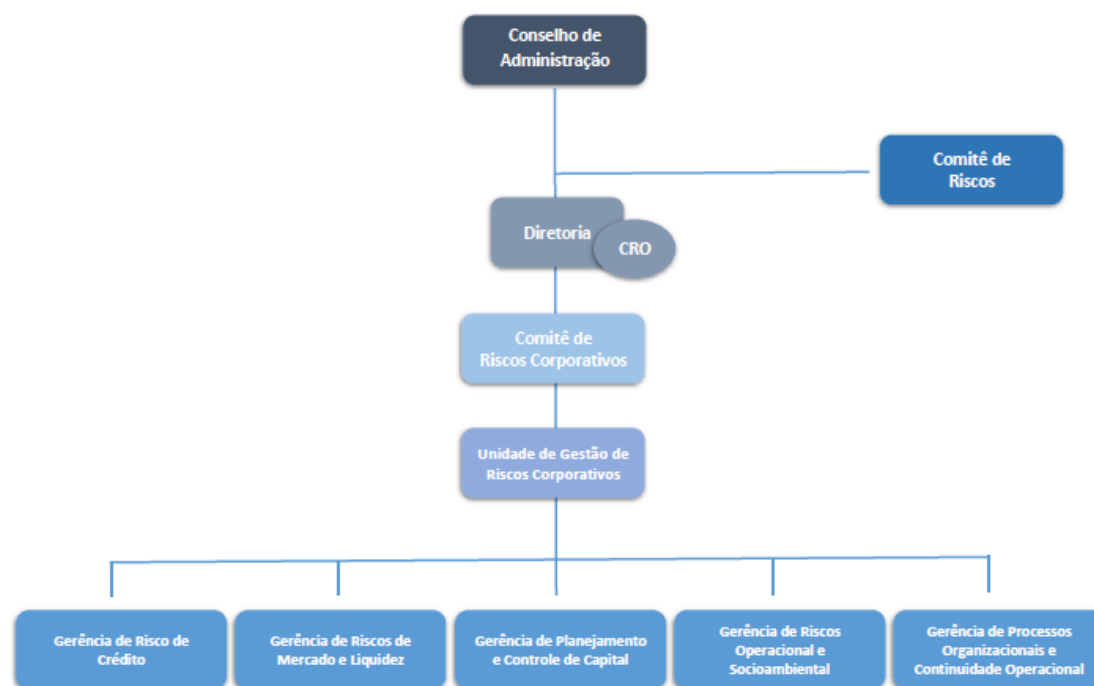 Conselho de
Administração
Comitê de
Riscos
Diretoria
CRO
Comitê de
Riscos Corporativos
Unidade de Gestão de
Riscos Corporativos
Gerência de Risco de
Crédito
Gerência de Riscos de
Mercado e Liquidez
Gerência de Planejamento
e Controle de Capital
Gerência de Riscos
Operacional e
Socioambiental
Gerência de Processos
Organizacionais e
Continuidade Operacional